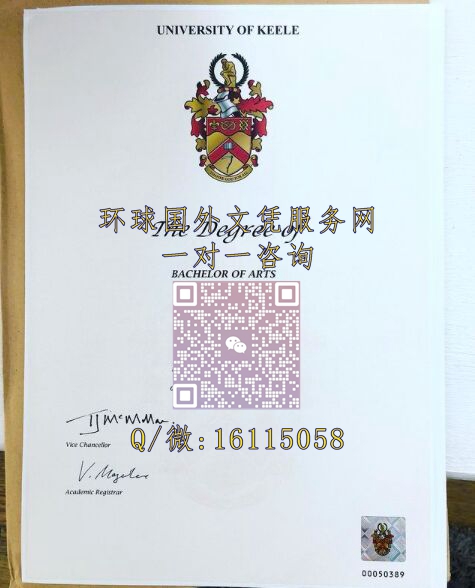 UNIVERSITY OF KEELE
环球国外文凭服务网
The Degree of
一对一咨询
BACHELOR OF ARTS
Q/微:16115058
Vice Chancellor
Academic Registrar
00050389